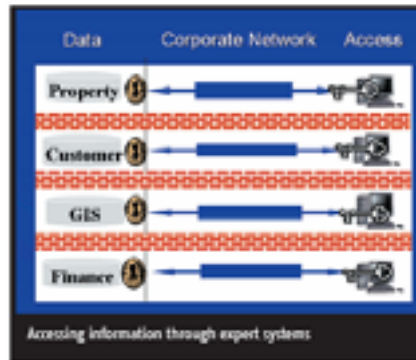 Data Corporate Network Access
Property
Customer
GIS
Finance
Accessing information through expert systems